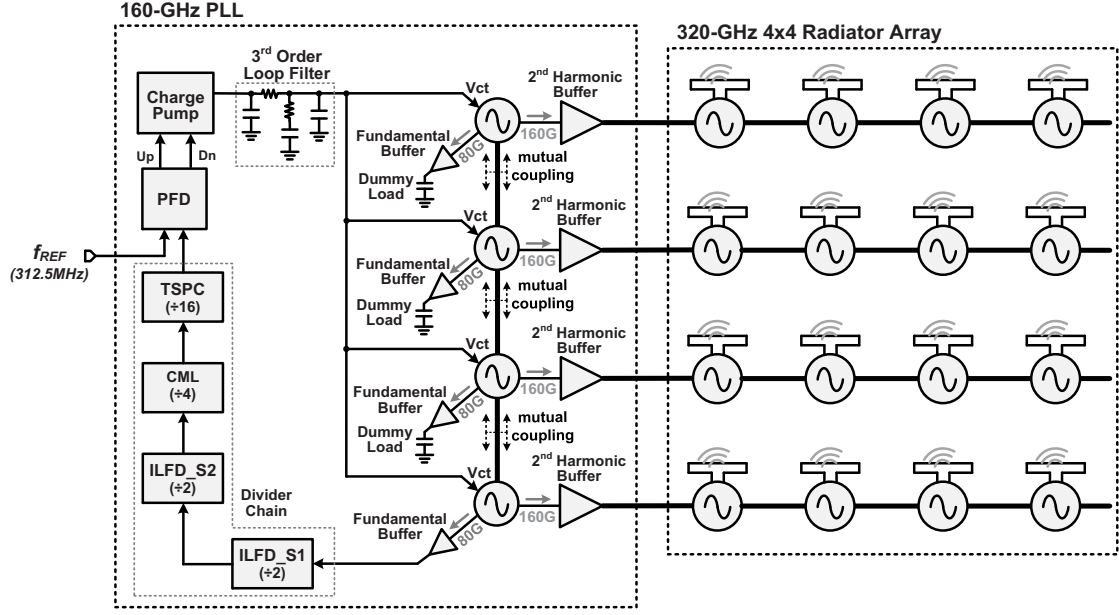 160-GHz PLL
320-GHz 4x4 Radiator Array
3rd Order
Loop Filter
Charge
Pump
Up
Dn
PFD
fREF
(312.5MHz)
TSPC
(÷16)
CML
(÷4)
ILFD_S2
(÷2)
Divider
Chain
ILFD_S1
(÷2)
Vct
2nd Harmonic
Buffer
160G
Fundamental
Buffer
80G
Dummy
Load
mutual
coupling
Vct
2nd Harmonic
Buffer
160G
Fundamental
Buffer
80G
Dummy
Load
mutual
coupling
Vct
2nd Harmonic
Buffer
160G
Fundamental
Buffer
80G
Dummy
Load
mutual
coupling
Vct
2nd Harmonic
Buffer
160G
Fundamental
Buffer
80G